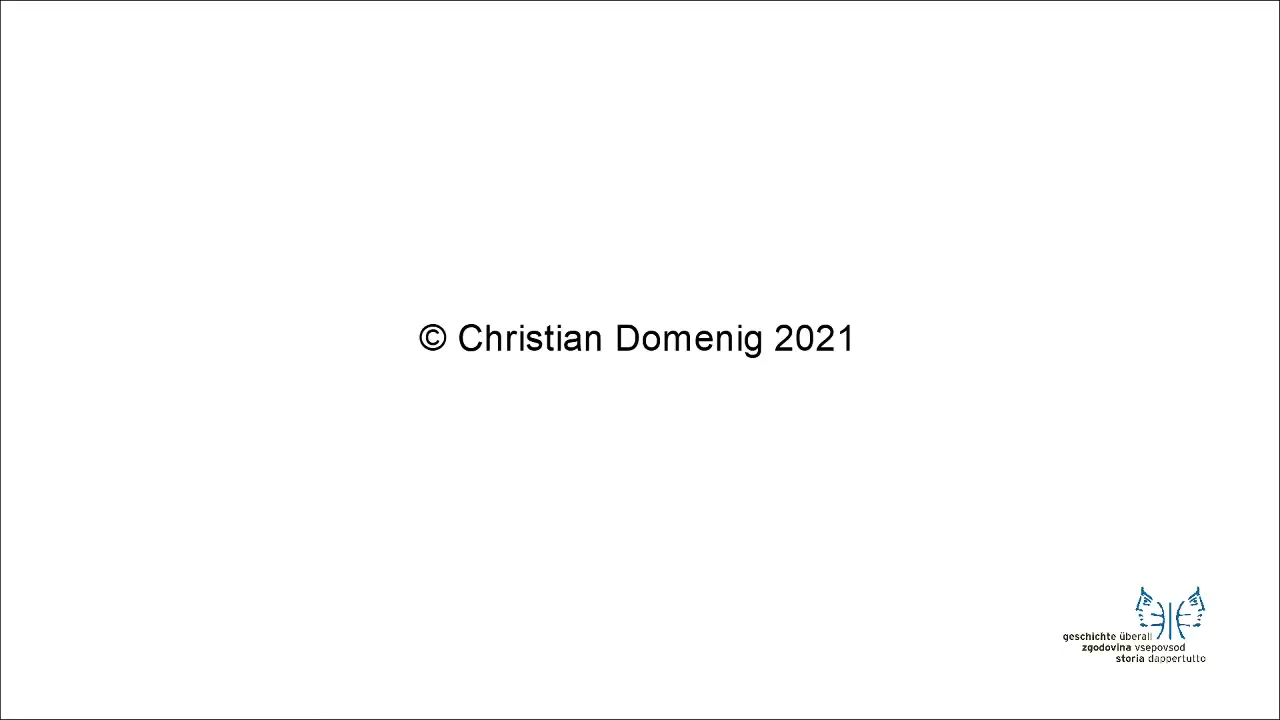 © Christian Domenig 2021
geschichte überall
zgodovina vsepovsod
storia dappertutto